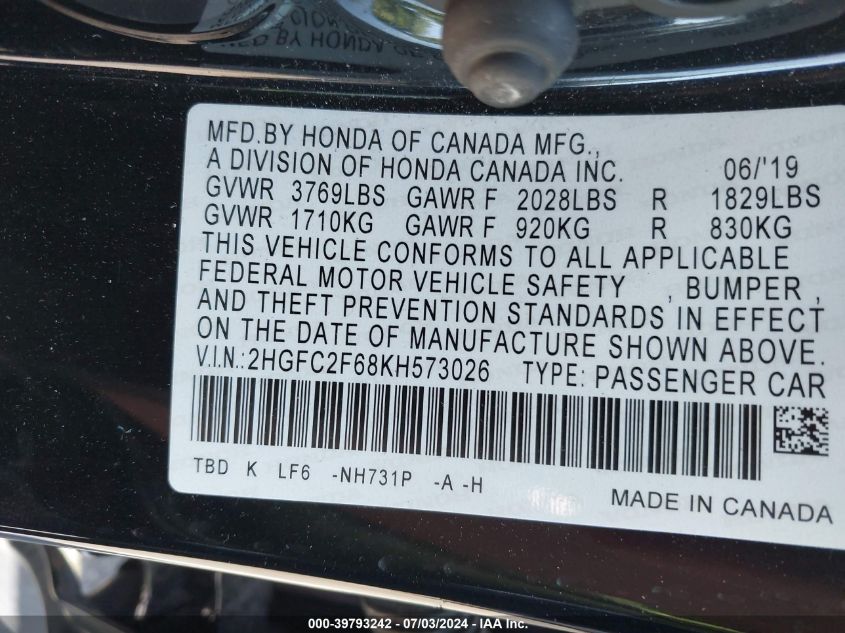 MFD.BY HONDA OF CANADA MFG.,
A DIVISION OF HONDA CANADA INC. 06/'19
GVWR 3769LBS GAWR F 2028LBS R 1829LBS
GVWR 1710KG GAWR F 920KG R 830KG
THIS VEHICLE CONFORMS TO ALL APPLICABLE
FEDERAL MOTOR VEHICLE SAFETY , BUMPER ,
AND THEFT PREVENTION STANDARDS IN EFFECT
ON THE DATE OF MANUFACTURE SHOWN ABOVE.
V.I.N.:2HGFC2F68KH573026 TYPE: PASSENGER CAR
TBD K LF6 -NH731P -A -H
MADE IN CANADA
000-39793242 - 07/03/2024 - IAAI Inc.